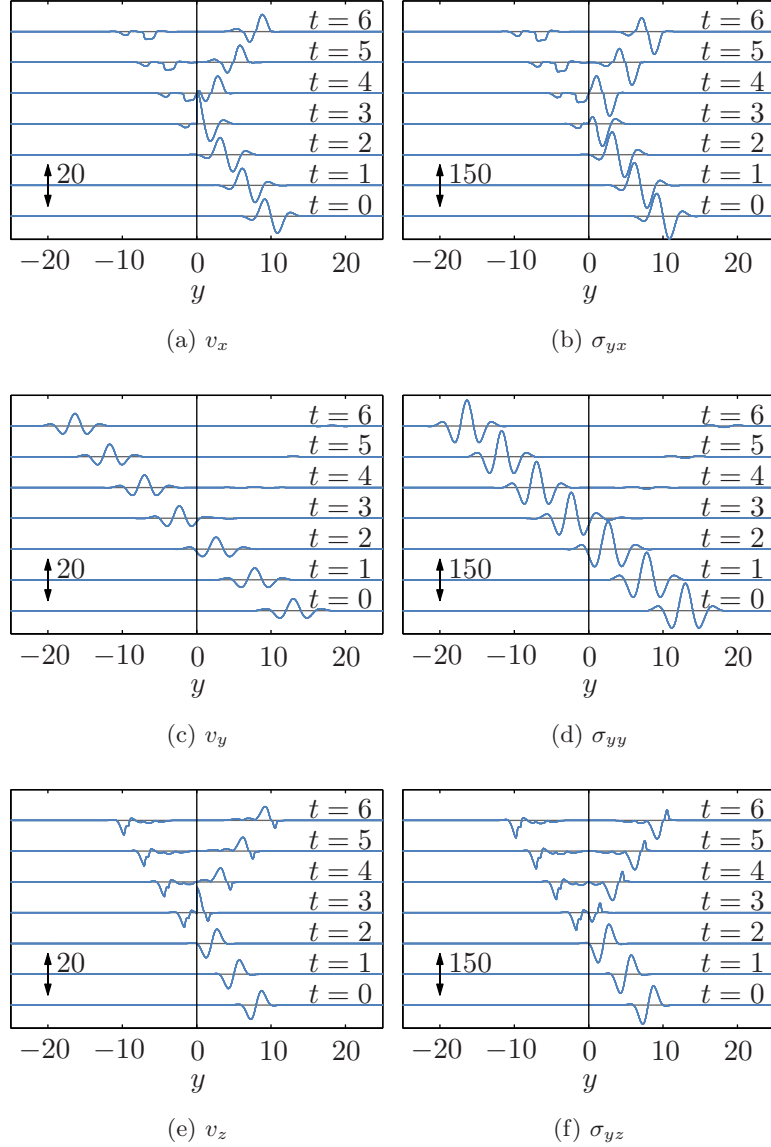 t = 6
t = 5
t = 4
t = 3
t = 2
t = 1
t = 0
20
−20 −10 0 10 20
y
(a) v_x
t = 6
t = 5
t = 4
t = 3
t = 2
t = 1
t = 0
150
−20 −10 0 10 20
y
(b) σ_yx
t = 6
t = 5
t = 4
t = 3
t = 2
t = 1
t = 0
20
−20 −10 0 10 20
y
(c) v_y
t = 6
t = 5
t = 4
t = 3
t = 2
t = 1
t = 0
150
−20 −10 0 10 20
y
(d) σ_yy
t = 6
t = 5
t = 4
t = 3
t = 2
t = 1
t = 0
20
−20 −10 0 10 20
y
(e) v_z
t = 6
t = 5
t = 4
t = 3
t = 2
t = 1
t = 0
150
−20 −10 0 10 20
y
(f) σ_yz